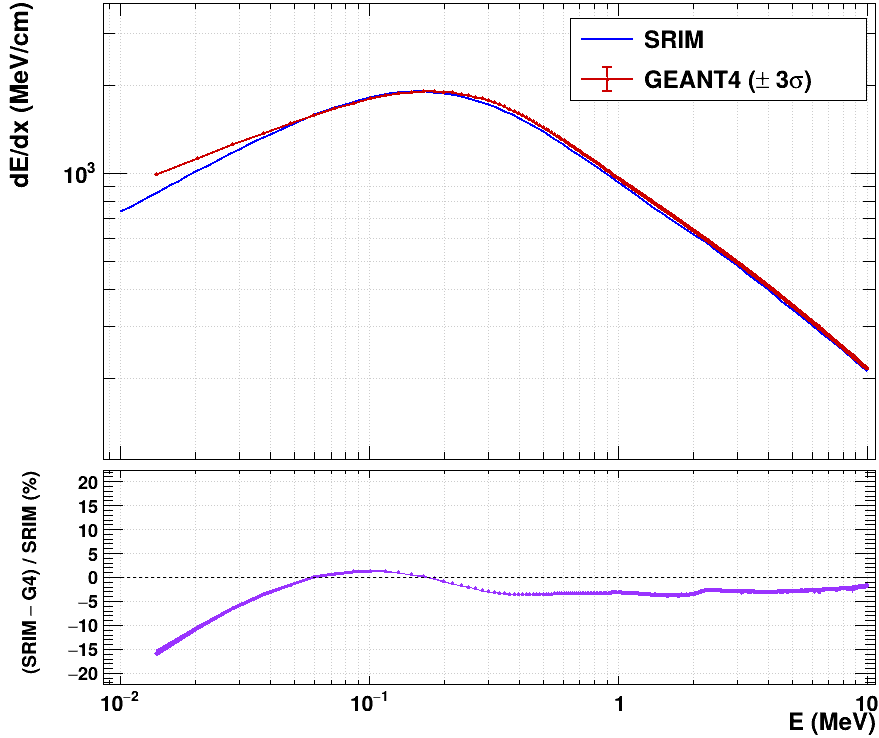 dE/dx (MeV/cm)
10³
SRIM
GEANT4 (± 3σ)
(SRIM − G4) / SRIM (%)
20
15
10
5
0
−5
−10
−15
−20
10⁻² 10⁻¹ 1 10
E (MeV)